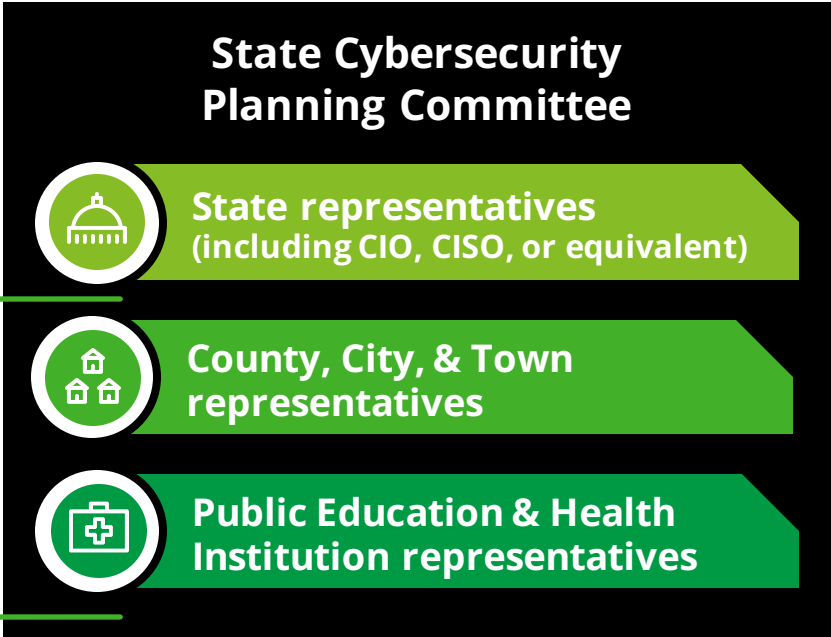 State Cybersecurity
Planning Committee
State representatives
(including CIO, CISO, or equivalent)
County, City, & Town
representatives
Public Education & Health
Institution representatives